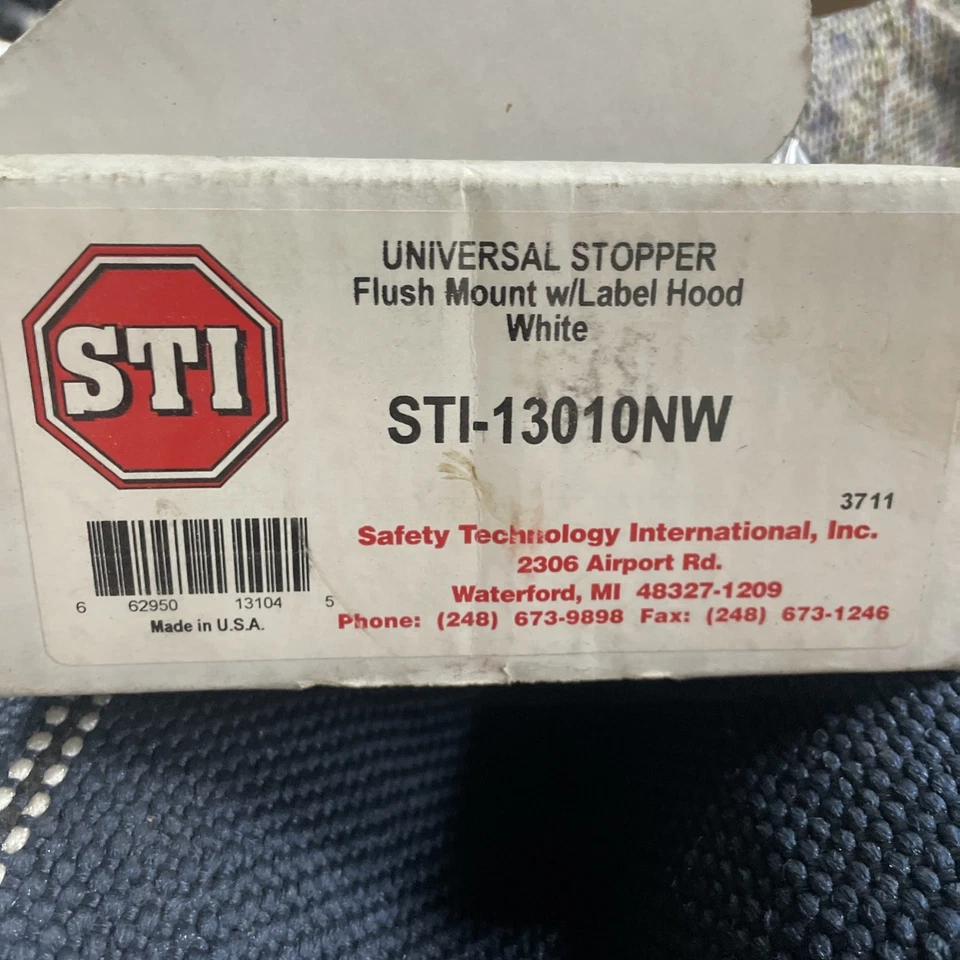 STI
UNIVERSAL STOPPER
Flush Mount w/Label Hood
White
STI-13010NW
3711
Safety Technology International, Inc.
2306 Airport Rd.
Waterford, MI 48327-1209
Phone: (248) 673-9898 Fax: (248) 673-1246
6 62950 13104 5
Made in U.S.A.